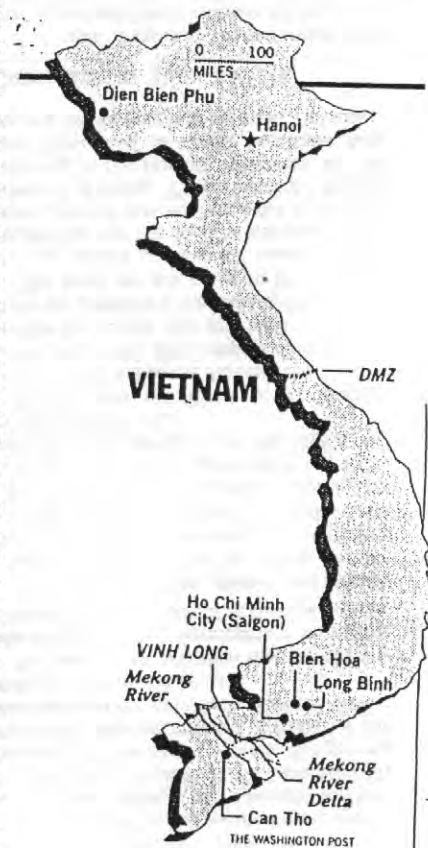 0 100
MILES
Dien Bien Phu
Hanoi
VIETNAM
DMZ
Ho Chi Minh
City (Saigon)
VINH LONG
Bien Hoa
Mekong
River
Long Binh
Mekong
River
Delta
Can Tho
THE WASHINGTON POST